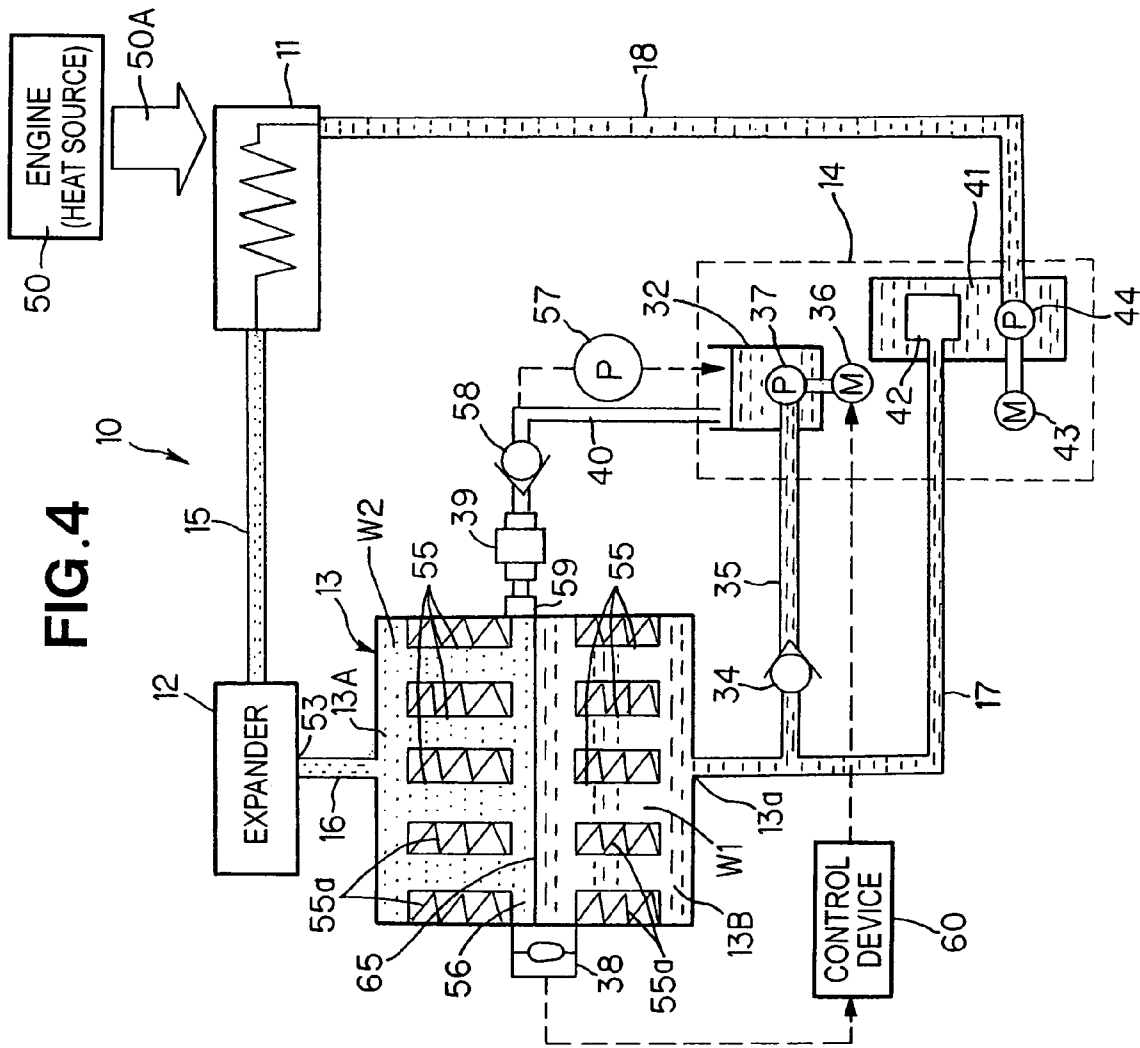 FIG.4
10
50
ENGINE
(HEAT SOURCE)
50A
11
18
15
12
EXPANDER
53
16
13
13A
W2
55
55a
65
56
38
59
39
58
57
P
40
32
37
P
36
M
14
41
42
44
P
43
M
35
34
17
13a
W1
13B
55
55a
CONTROL
DEVICE
60